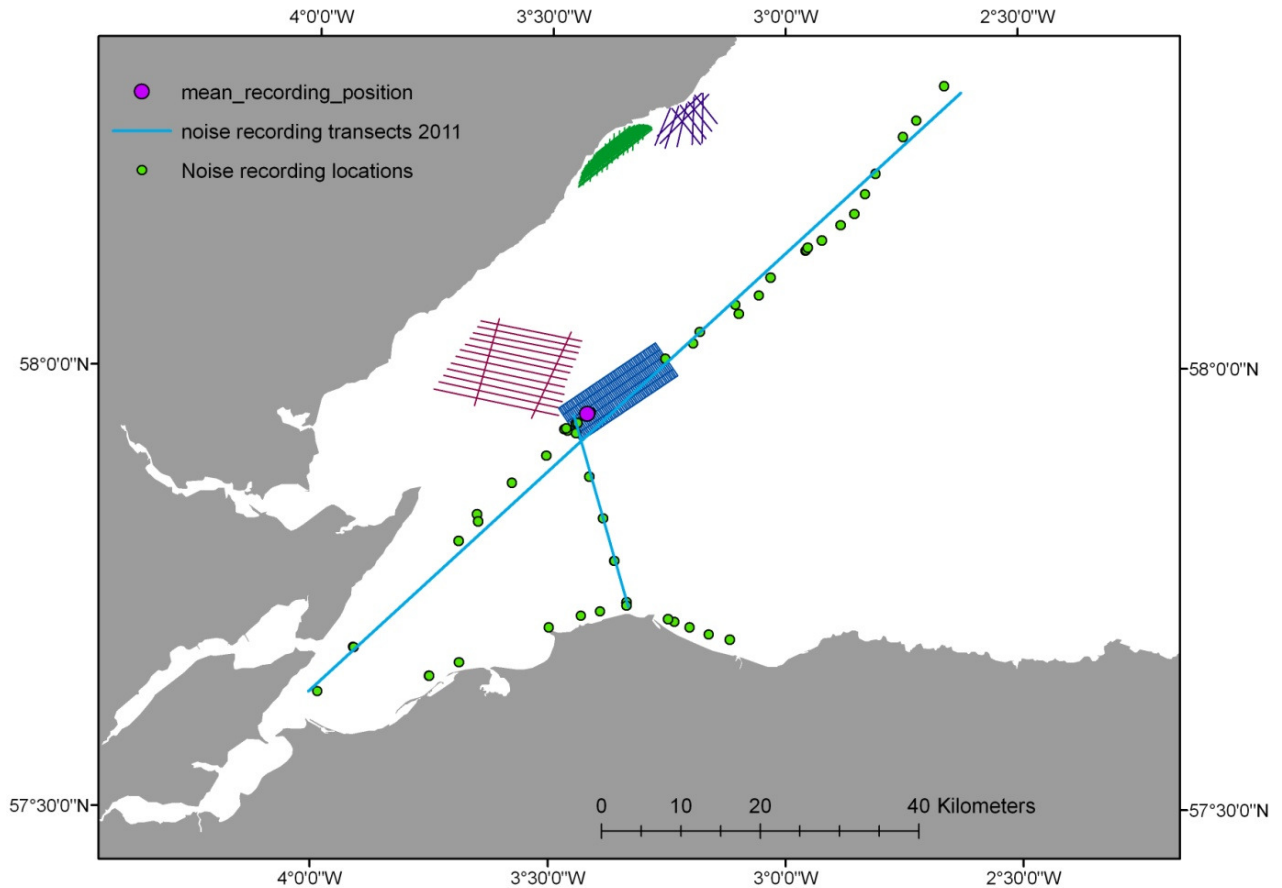 4°0'0"W 3°30'0"W 3°0'0"W 2°30'0"W
mean_recording_position
noise recording transects 2011
Noise recording locations
58°0'0"N 58°0'0"N
57°30'0"N 57°30'0"N
0 10 20 40 Kilometers
4°0'0"W 3°30'0"W 3°0'0"W 2°30'0"W